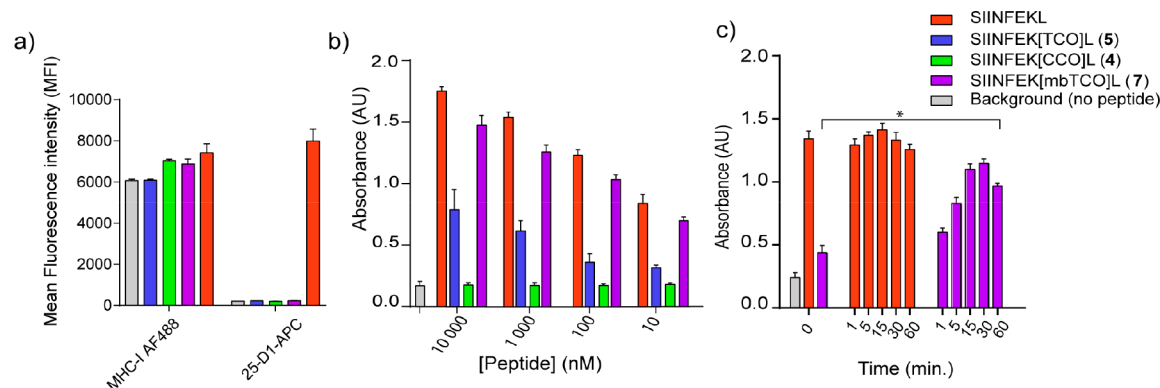 a)
Mean Fluorescence intensity (MFI)
10000
8000
6000
4000
2000
0
MHC-I AF488
25-D1-APC
b)
Absorbance (AU)
2.0
1.5
1.0
0.5
0.0
10 000
1 000
100
10
[Peptide] (nM)
c)
SIINFEKL
SIINFEK[TCO]L (5)
SIINFEK[CCO]L (4)
SIINFEK[mbTCO]L (7)
Background (no peptide)
*
Absorbance (AU)
2.0
1.5
1.0
0.5
0.0
0
1
5
15
30
60
1
5
15
30
60
Time (min.)